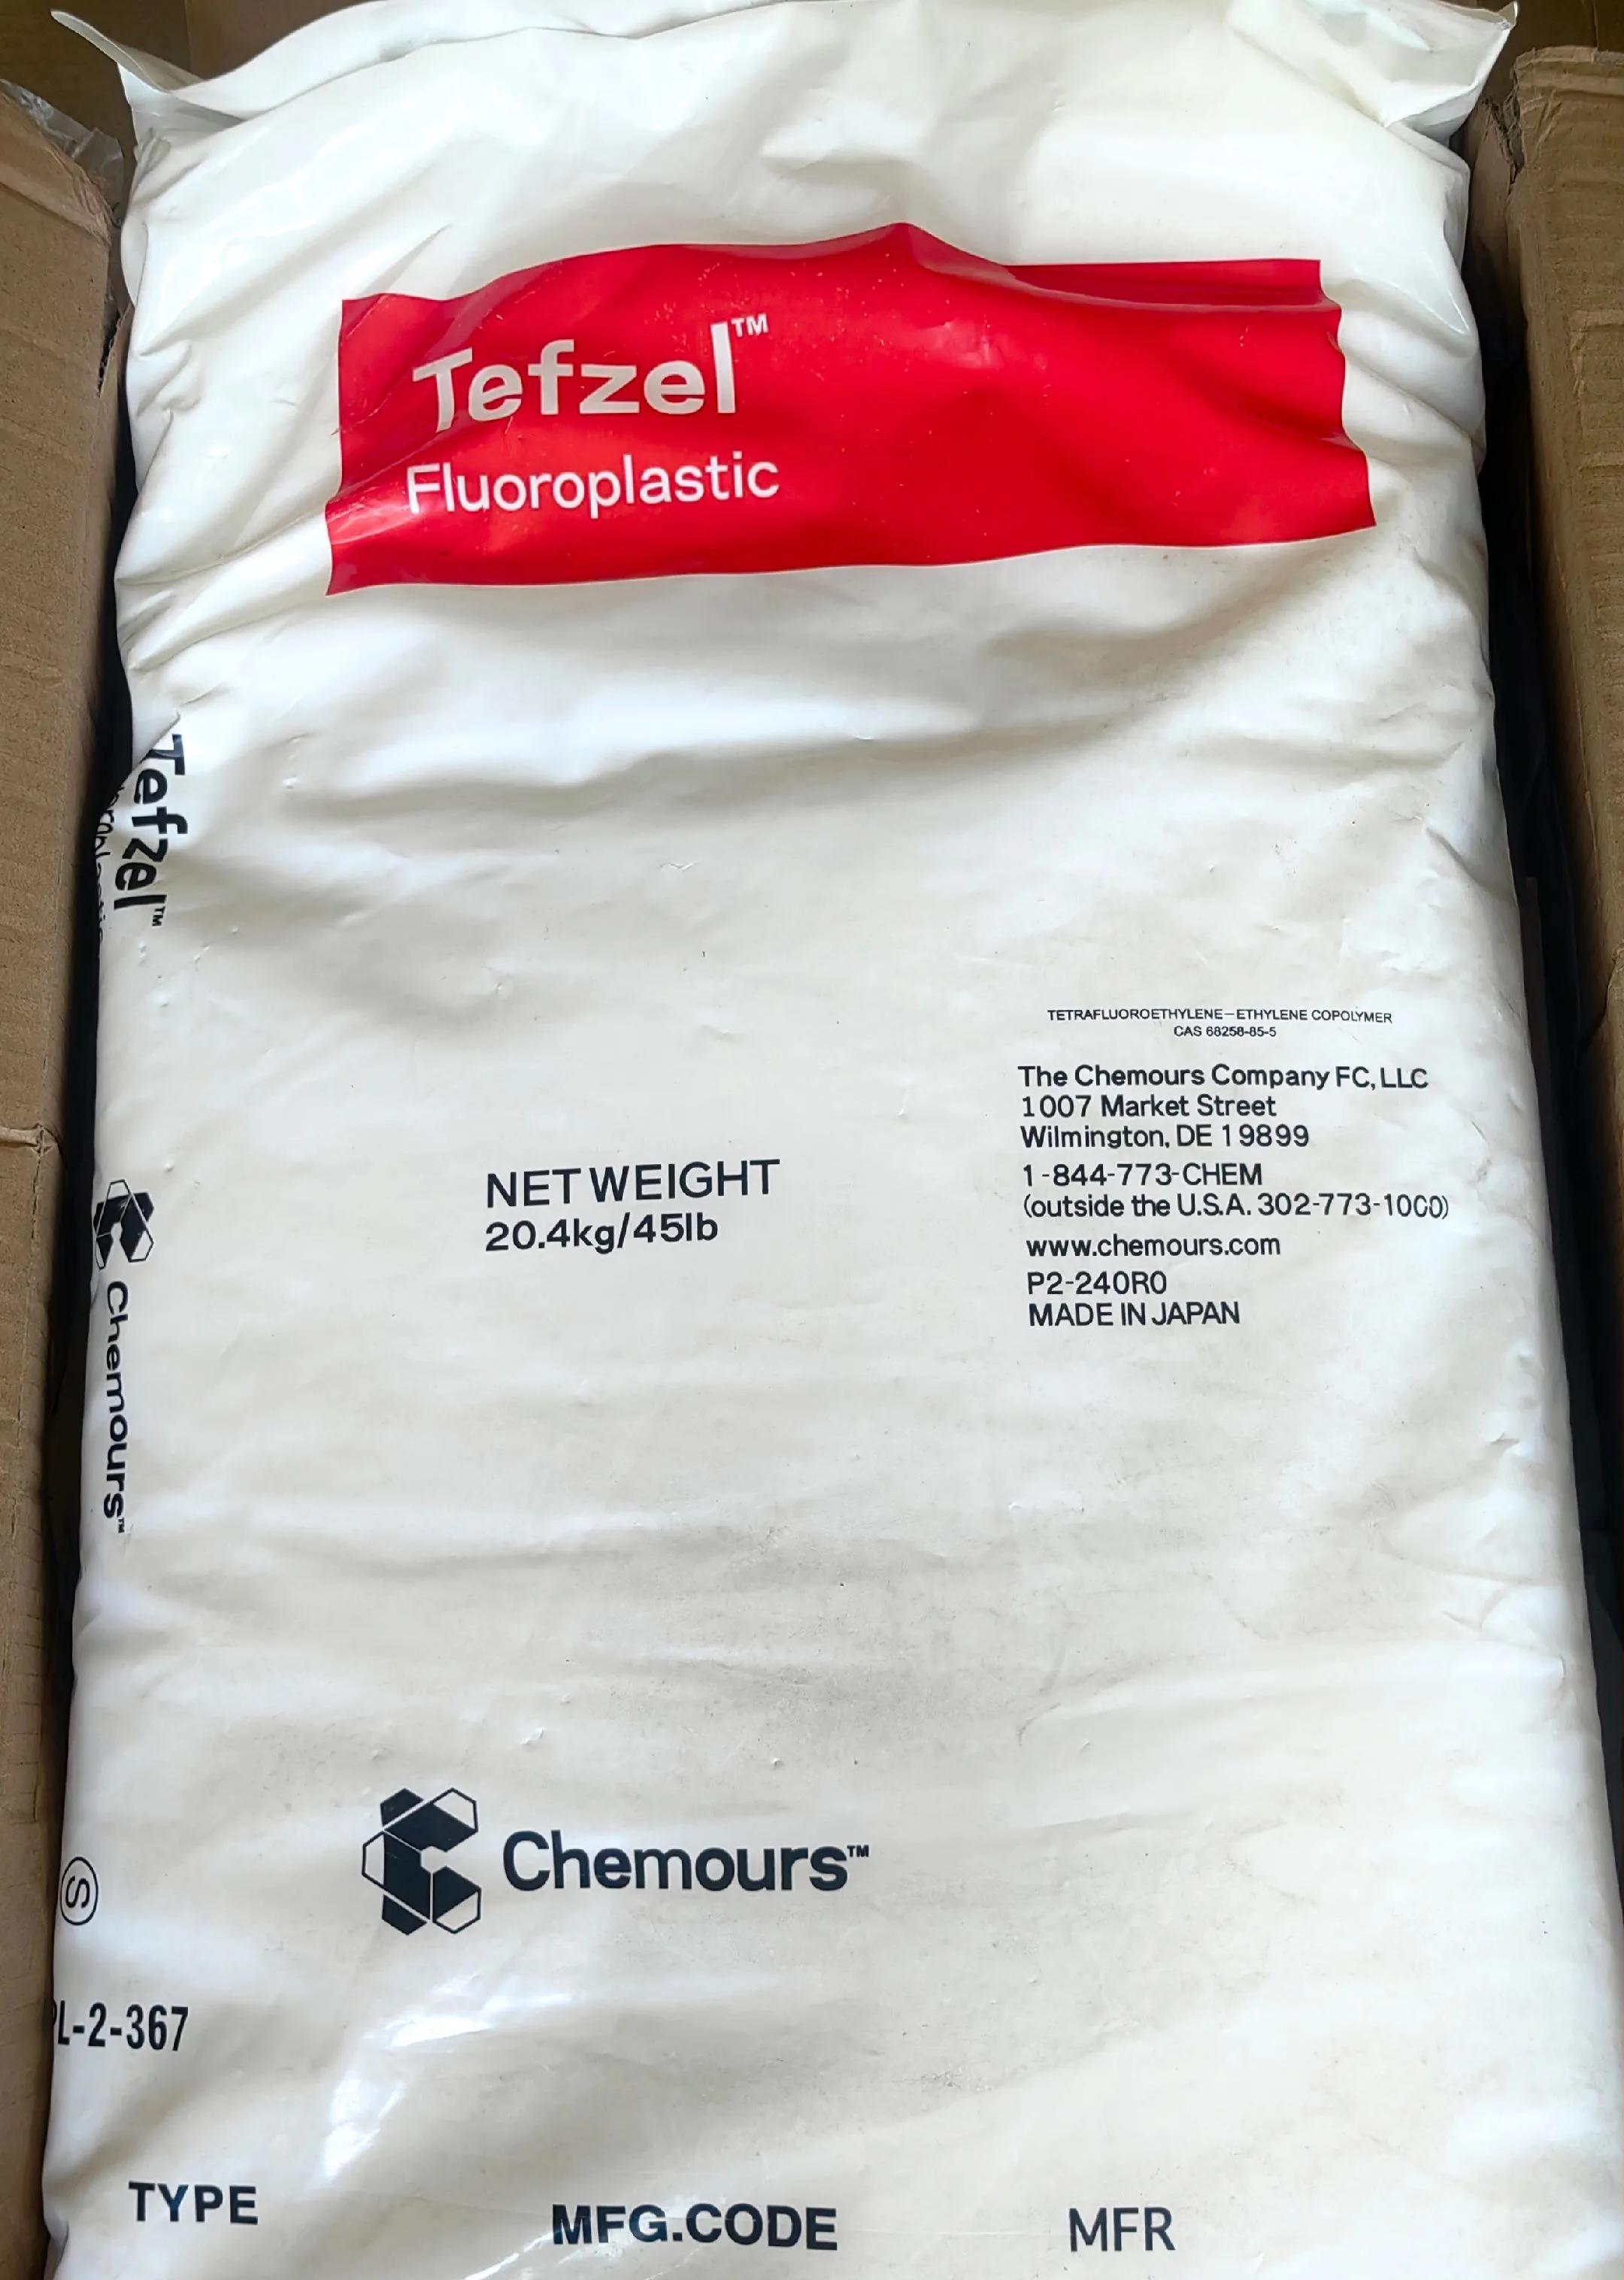 Tefzel™
Fluoroplastic
Tefzel™
TETRAFLUOROETHYLENE-ETHYLENE COPOLYMER
CAS 68258-85-5
The Chemours Company FC, LLC
1007 Market Street
Wilmington, DE 19899
1-844-773-CHEM
(outside the U.S.A. 302-773-1000)
www.chemours.com
P2-240R0
MADE IN JAPAN
NET WEIGHT
20.4kg/45lb
Chemours™
Chemours™
S
L-2-367
TYPE
MFG.CODE
MFR